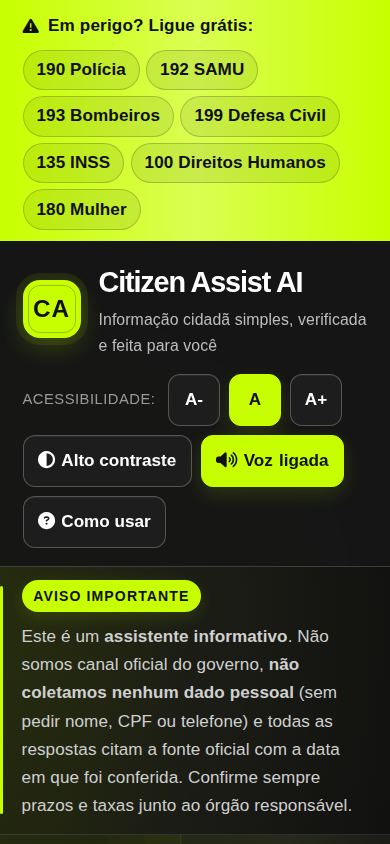 Em perigo? Ligue grátis:
190 Polícia
192 SAMU
193 Bombeiros
199 Defesa Civil
135 INSS
100 Direitos Humanos
180 Mulher
CA
Citizen Assist AI
Informação cidadã simples, verificada
e feita para você
ACESSIBILIDADE:
A-
A
A+
Alto contraste
Voz ligada
Como usar
AVISO IMPORTANTE
Este é um assistente informativo. Não
somos canal oficial do governo, não
coletamos nenhum dado pessoal (sem
pedir nome, CPF ou telefone) e todas as
respostas citam a fonte oficial com a data
em que foi conferida. Confirme sempre
prazos e taxas junto ao órgão responsável.